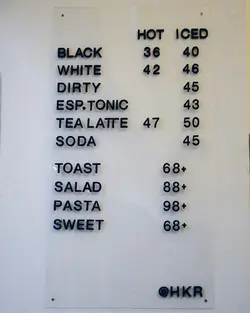 HOT ICED
BLACK 36 40
WHITE 42 46
DIRTY 45
ESP.TONIC 43
TEA LATTE 47 50
SODA 45
TOAST 68+
SALAD 88+
PASTA 98+
SWEET 68+
@HKR